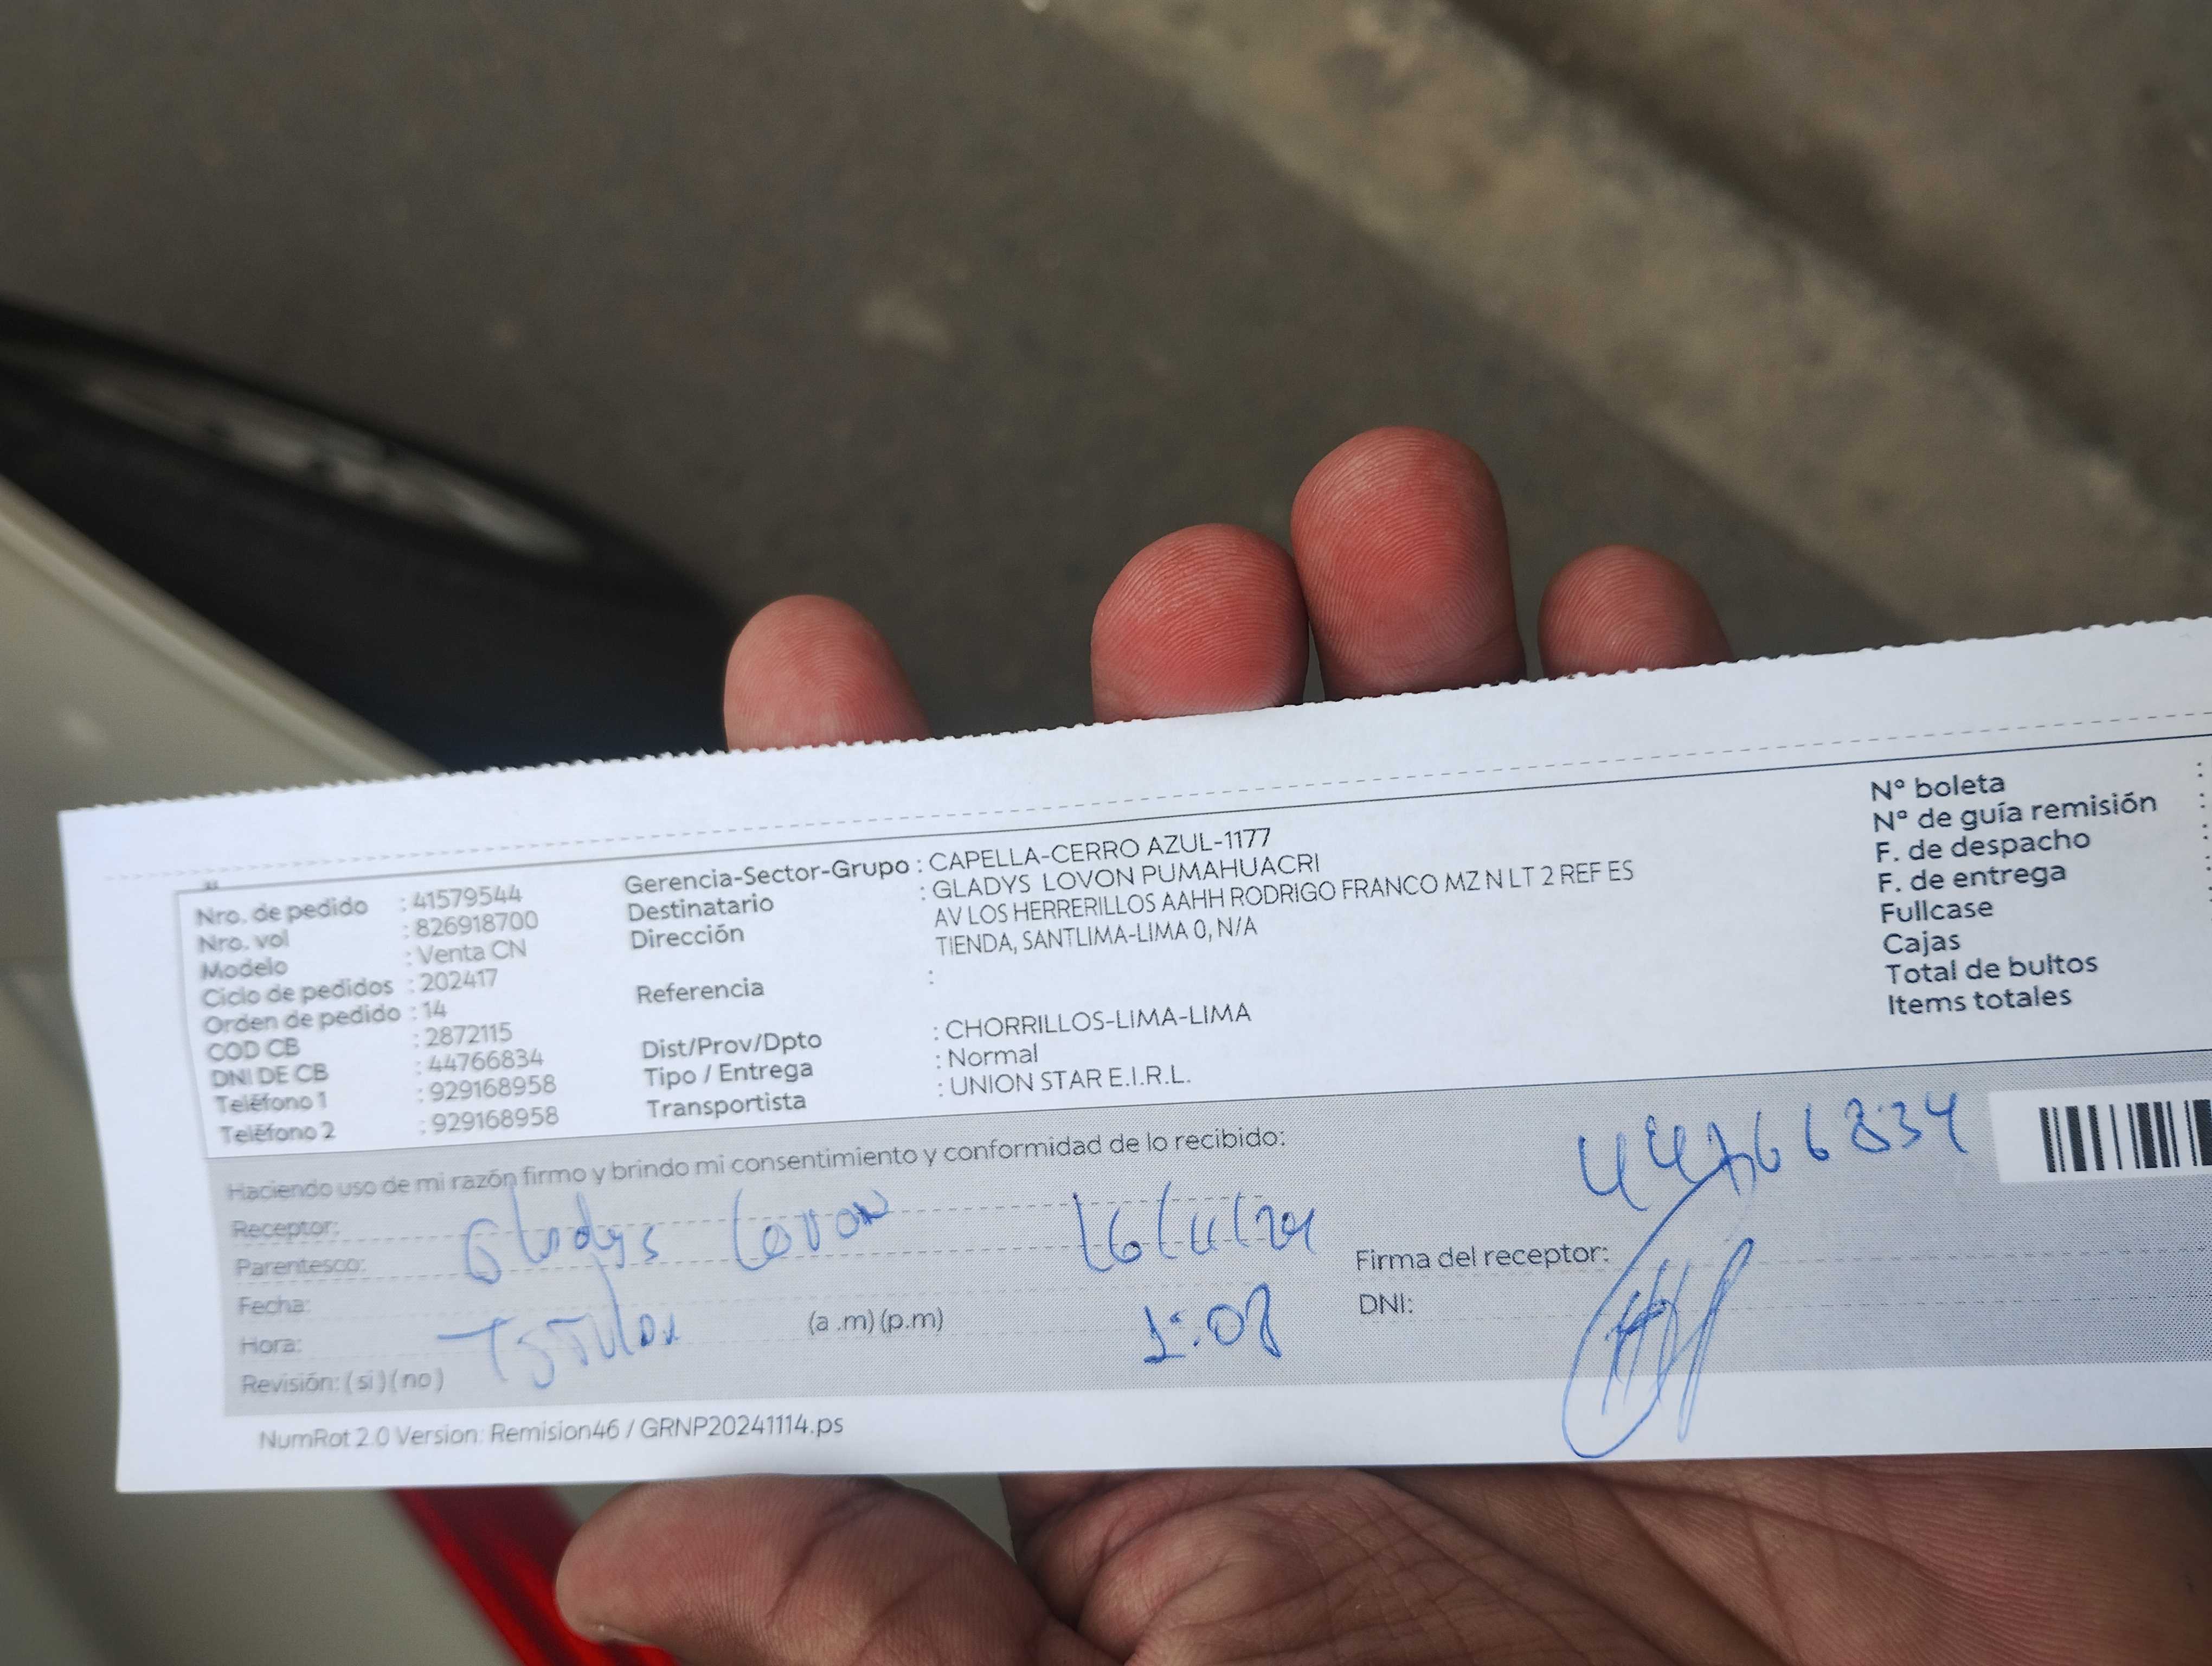 Nro. de pedido : 41579544
Nro. vol : 826918700
Modelo : Venta CN
Ciclo de pedidos : 202417
Orden de pedido : 14
COD CB : 2872115
DNI DE CB : 44766834
Teléfono 1 : 929168958
Teléfono 2 : 929168958
Gerencia-Sector-Grupo : CAPELLA-CERRO AZUL-1177
Destinatario : GLADYS LOVON PUMAHUACRI
Dirección AV LOS HERRERILLOS AAHH RODRIGO FRANCO MZ N LT 2 REF ES
TIENDA, SANTLIMA-LIMA 0, N/A
Referencia :
Dist/Prov/Dpto : CHORRILLOS-LIMA-LIMA
Tipo / Entrega : Normal
Transportista : UNION STAR E.I.R.L.
Nº boleta :
Nº de guía remisión :
F. de despacho :
F. de entrega :
Fullcase :
Cajas
Total de bultos
Items totales
Haciendo uso de mi razón firmo y brindo mi consentimiento y conformidad de lo recibido:
44766834
Receptor: Gladys Lovon
Parentesco:
16/11/24
Firma del receptor:
Fecha:
Hora: Titular (a .m) (p.m) 1:08
DNI:
Revisión: ( si ) ( no )
NumRot 2.0 Version: Remision46 / GRNP20241114.ps